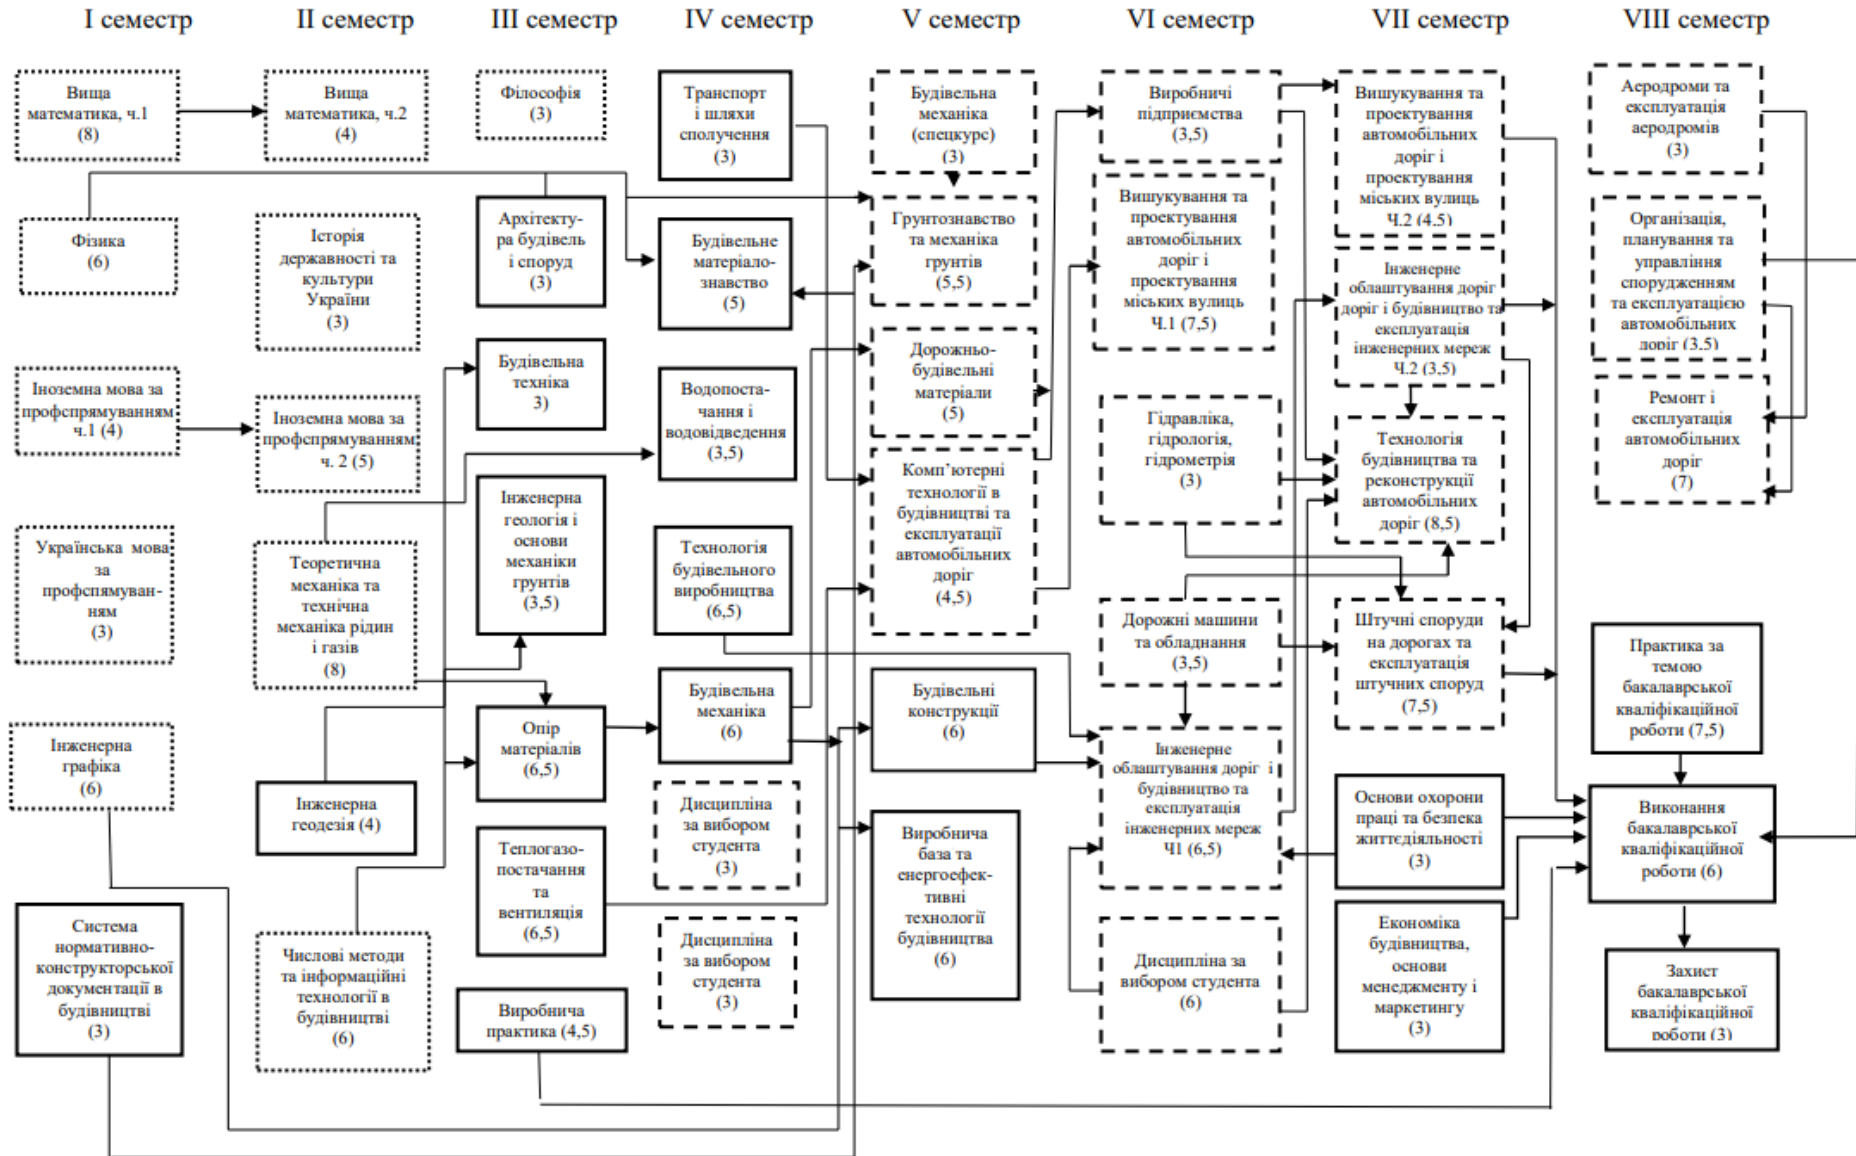 I семестр
II семестр
III семестр
IV семестр
V семестр
VI семестр
VII семестр
VIII семестр
Вища
математика, ч.1
(8)
Фізика
(6)
Іноземна мова за
профспрямуванням
ч.1 (4)
Українська мова
за
профспямуван-
ням
(3)
Інженерна
графіка
(6)
Система
нормативно-
конструкторської
документації в
будівництві
(3)
Вища
математика, ч.2
(4)
Історія
державності та
культури
України
(3)
Іноземна мова за
профспрямуванням
ч. 2 (5)
Теоретична
механіка та
технічна
механіка рідин
і газів
(8)
Інженерна
геодезія (4)
Числові методи
та інформаційні
технології в
будівництві
(6)
Філософія
(3)
Архітекту-
ра будівель
і споруд
(3)
Будівельна
техніка
3)
Інженерна
геологія і
основи
механіки
грунтів
(3,5)
Опір
матеріалів
(6,5)
Теплогазо-
постачання
та
вентиляція
(6,5)
Виробнича
практика (4,5)
Транспорт
і шляхи
сполучення
(3)
Будівельне
матеріало-
знавство
(5)
Водопоста-
чання і
водовідведення
(3,5)
Технологія
будівельного
виробництва
(6,5)
Будівельна
механіка
(6)
Дисципліна
за вибором
студента
(3)
Дисципліна
за вибором
студента
(3)
Будівельна
механіка
(спецкурс)
(3)
Грунтознавство
та механіка
грунтів
(5,5)
Дорожньо-
будівельні
матеріали
(5)
Комп’ютерні
технології в
будівництві та
експлуатації
автомобільних
доріг
(4,5)
Будівельні
конструкції
(6)
Виробнича
база та
енергоефек-
тивні
технології
будівництва
(6)
Виробничі
підприємства
(3,5)
Вишукування та
проектування
автомобільних
доріг і
проектування
міських вулиць
Ч.1 (7,5)
Гідравліка,
гідрологія,
гідрометрія
(3)
Дорожні машини
та обладнання
(3,5)
Інженерне
облаштування доріг і
будівництво та
експлуатація
інженерних мереж
Ч1 (6,5)
Дисципліна за
вибором студента
(6)
Вишукування та
проектування
автомобільних
доріг і
проектування
міських вулиць
Ч.2 (4,5)
Інженерне
облаштування доріг
доріг і будівництво та
експлуатація
інженерних мереж
Ч.2 (3,5)
Технологія
будівництва та
реконструкції
автомобільних
доріг (8,5)
Штучні споруди
на дорогах та
експлуатація
штучних споруд
(7,5)
Основи охорони
праці та безпека
життєдіяльності
(3)
Економіка
будівництва,
основи
менеджменту і
маркетингу
(3)
Аеродроми та
експлуатація
аеродромів
(3)
Організація,
планування та
управління
спорудженням
та експлуатацією
автомобільних
доріг (3,5)
Ремонт і
експлуатація
автомобільних
доріг
(7)
Практика за
темою
бакалаврської
кваліфікаційної
роботи (7,5)
Виконання
бакалаврської
кваліфікаційної
роботи (6)
Захист
бакалаврської
кваліфікаційної
роботи (3)